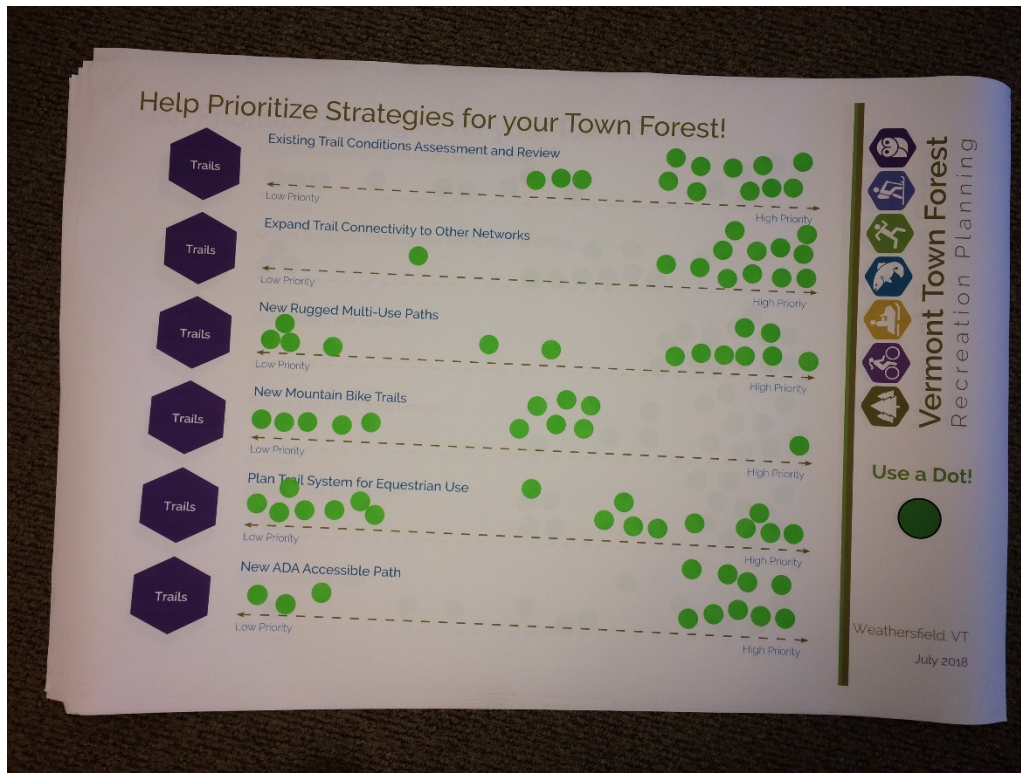 Help Prioritize Strategies for your Town Forest!
Trails
Existing Trail Conditions Assessment and Review
Low Priority
High Priority
Trails
Expand Trail Connectivity to Other Networks
Low Priority
High Priority
Trails
New Rugged Multi-Use Paths
Low Priority
High Priority
Trails
New Mountain Bike Trails
Low Priority
High Priority
Trails
Plan Trail System for Equestrian Use
Low Priority
High Priority
Trails
New ADA Accessible Path
Low Priority
High Priority
Vermont Town Forest
Recreation Planning
Use a Dot!
Weathersfield, VT
July 2018